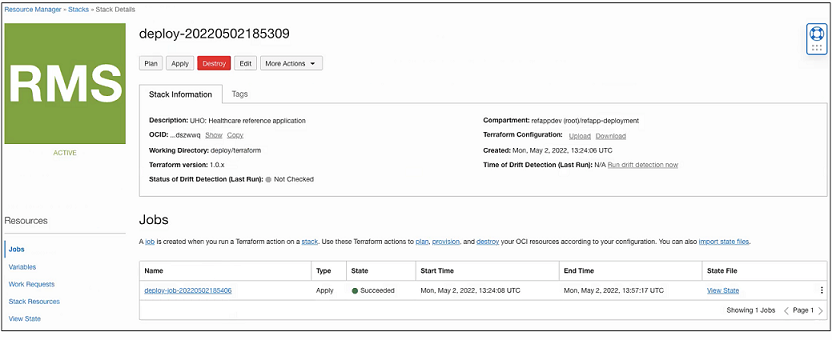 Resource Manager » Stacks » Stack Details
RMS
ACTIVE
deploy-20220502185309
Plan Apply Destroy Edit More Actions
Stack Information Tags
Description: UHO: Healthcare reference application
OCID: ...dszwwq Show Copy
Working Directory: deploy/terraform
Terraform version: 1.0.x
Status of Drift Detection (Last Run): Not Checked
Compartment: refappdev (root)/refapp-deployment
Terraform Configuration: Upload Download
Created: Mon, May 2, 2022, 13:24:06 UTC
Time of Drift Detection (Last Run): N/A Run drift detection now
Resources
Jobs
Variables
Work Requests
Stack Resources
View State
Jobs
A job is created when you run a Terraform action on a stack. Use these Terraform actions to plan, provision, and destroy your OCI resources according to your configuration. You can also import state files.
Name Type State Start Time End Time State File
deploy-job-20220502185406 Apply Succeeded Mon, May 2, 2022, 13:24:08 UTC Mon, May 2, 2022, 13:57:17 UTC View State
Showing 1 Jobs < Page 1 >